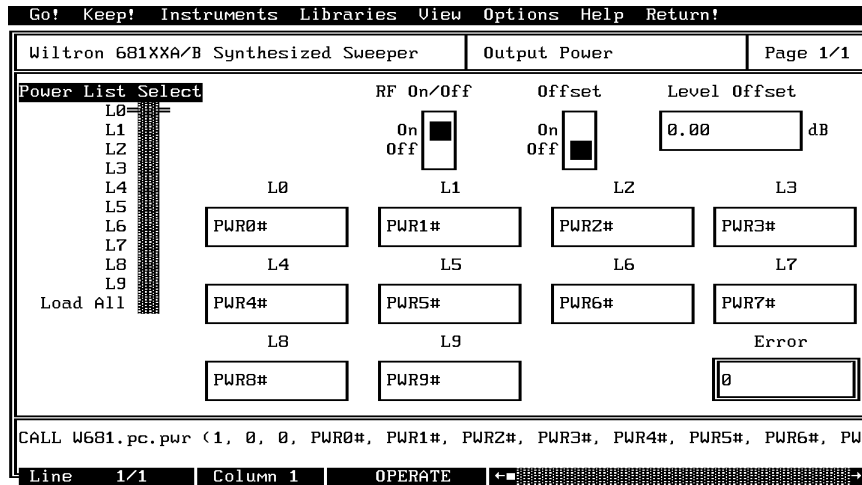 Go! Keep! Instruments Libraries View Options Help Return!
Wiltron 681XXA/B Synthesized Sweeper Output Power Page 1/1
Power List Select RF On/Off Offset Level Offset
L0
L1 On On 0.00 dB
L2 Off Off
L3
L4 L0 L1 L2 L3
L5
L6 PWR0# PWR1# PWR2# PWR3#
L7
L8 L4 L5 L6 L7
L9
Load All PWR4# PWR5# PWR6# PWR7#
L8 L9 Error
PWR8# PWR9# 0
CALL W681.pc.pwr (1, 0, 0, PWR0#, PWR1#, PWR2#, PWR3#, PWR4#, PWR5#, PWR6#, PW
Line 1/1 Column 1 OPERATE